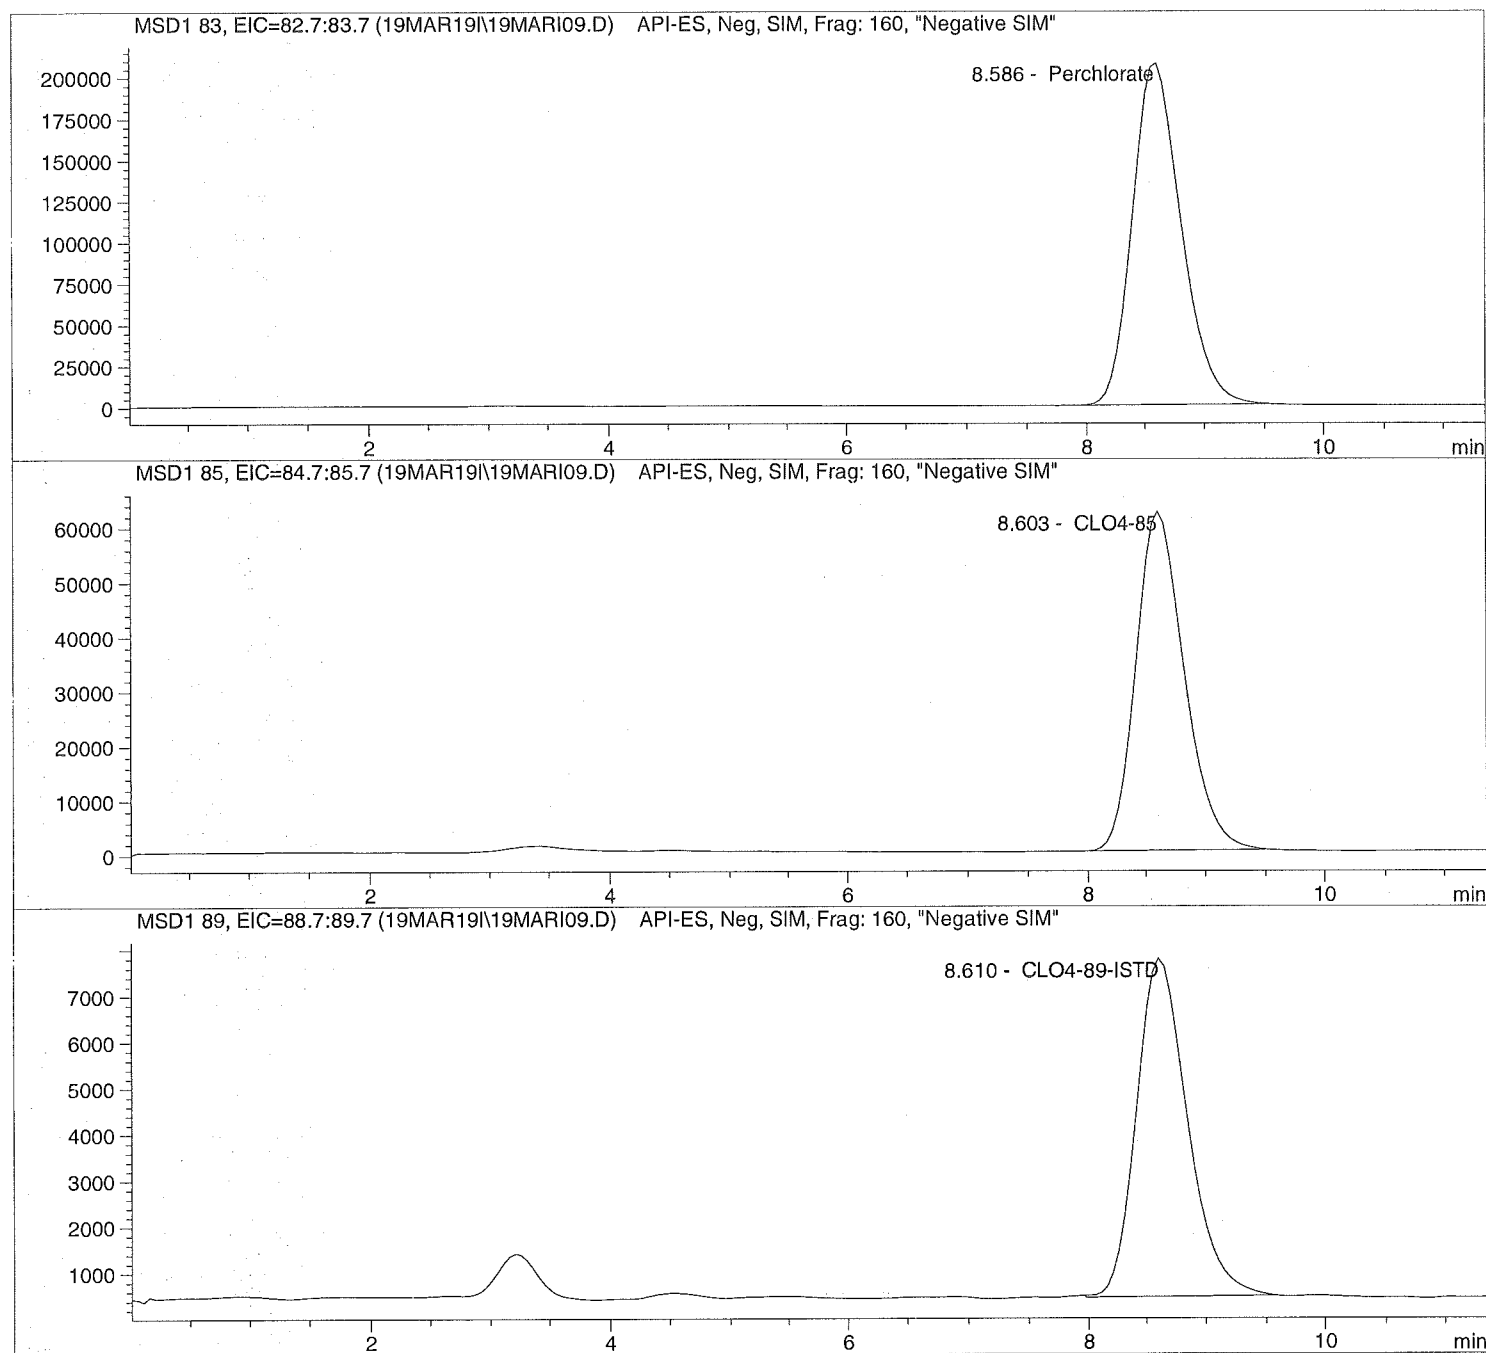 MSD1 83, EIC=82.7:83.7 (19MAR19I\19MARI09.D) API-ES, Neg, SIM, Frag: 160, "Negative SIM"
8.586 - Perchlorate
200000
175000
150000
125000
100000
75000
50000
25000
0
2 4 6 8 10 min
MSD1 85, EIC=84.7:85.7 (19MAR19I\19MARI09.D) API-ES, Neg, SIM, Frag: 160, "Negative SIM"
8.603 - CLO4-85
60000
50000
40000
30000
20000
10000
0
2 4 6 8 10 min
MSD1 89, EIC=88.7:89.7 (19MAR19I\19MARI09.D) API-ES, Neg, SIM, Frag: 160, "Negative SIM"
8.610 - CLO4-89-ISTD
7000
6000
5000
4000
3000
2000
1000
2 4 6 8 10 min